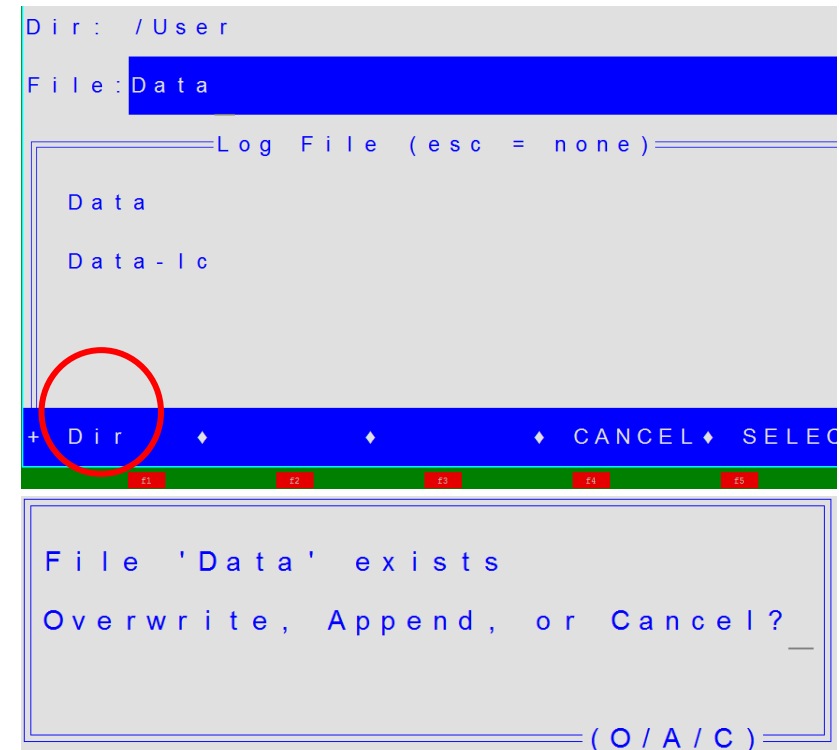 Dir: /User
File:Data
Log File (esc = none)
Data
Data-lc
+ Dir ♦ ♦ ♦ CANCEL♦ SELEC
f1 f2 f3 f4 f5
File 'Data' exists
Overwrite, Append, or Cancel?_
(O/A/C)